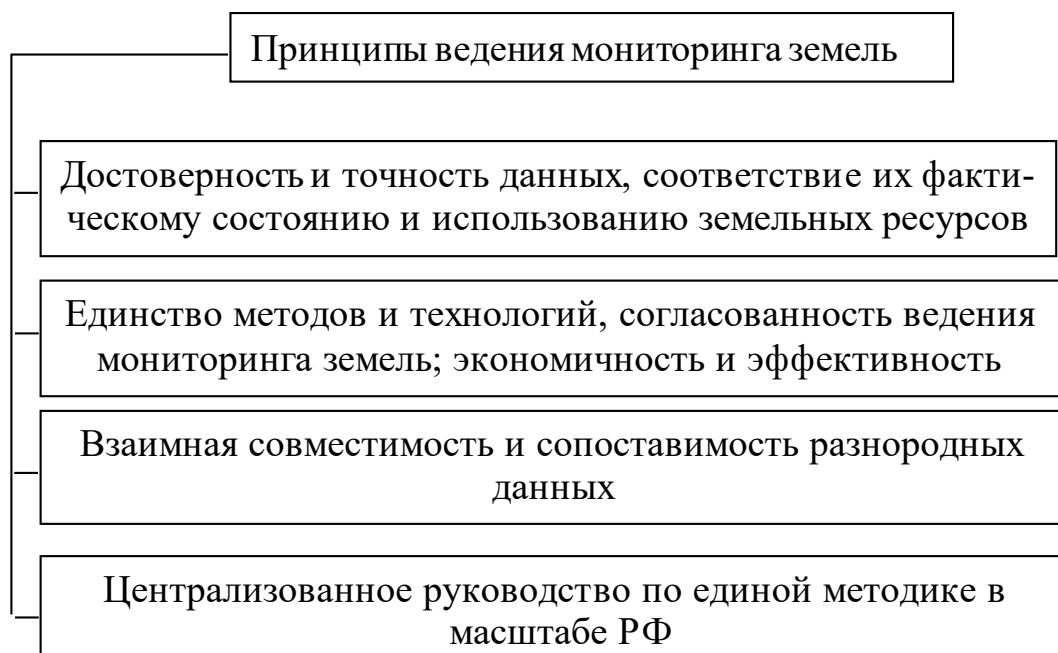 Принципы ведения мониторинга земель
Достоверность и точность данных, соответствие их факти-
ческому состоянию и использованию земельных ресурсов
Единство методов и технологий, согласованность ведения
мониторинга земель; экономичность и эффективность
Взаимная совместимость и сопоставимость разнородных
данных
Централизованное руководство по единой методике в
масштабе РФ